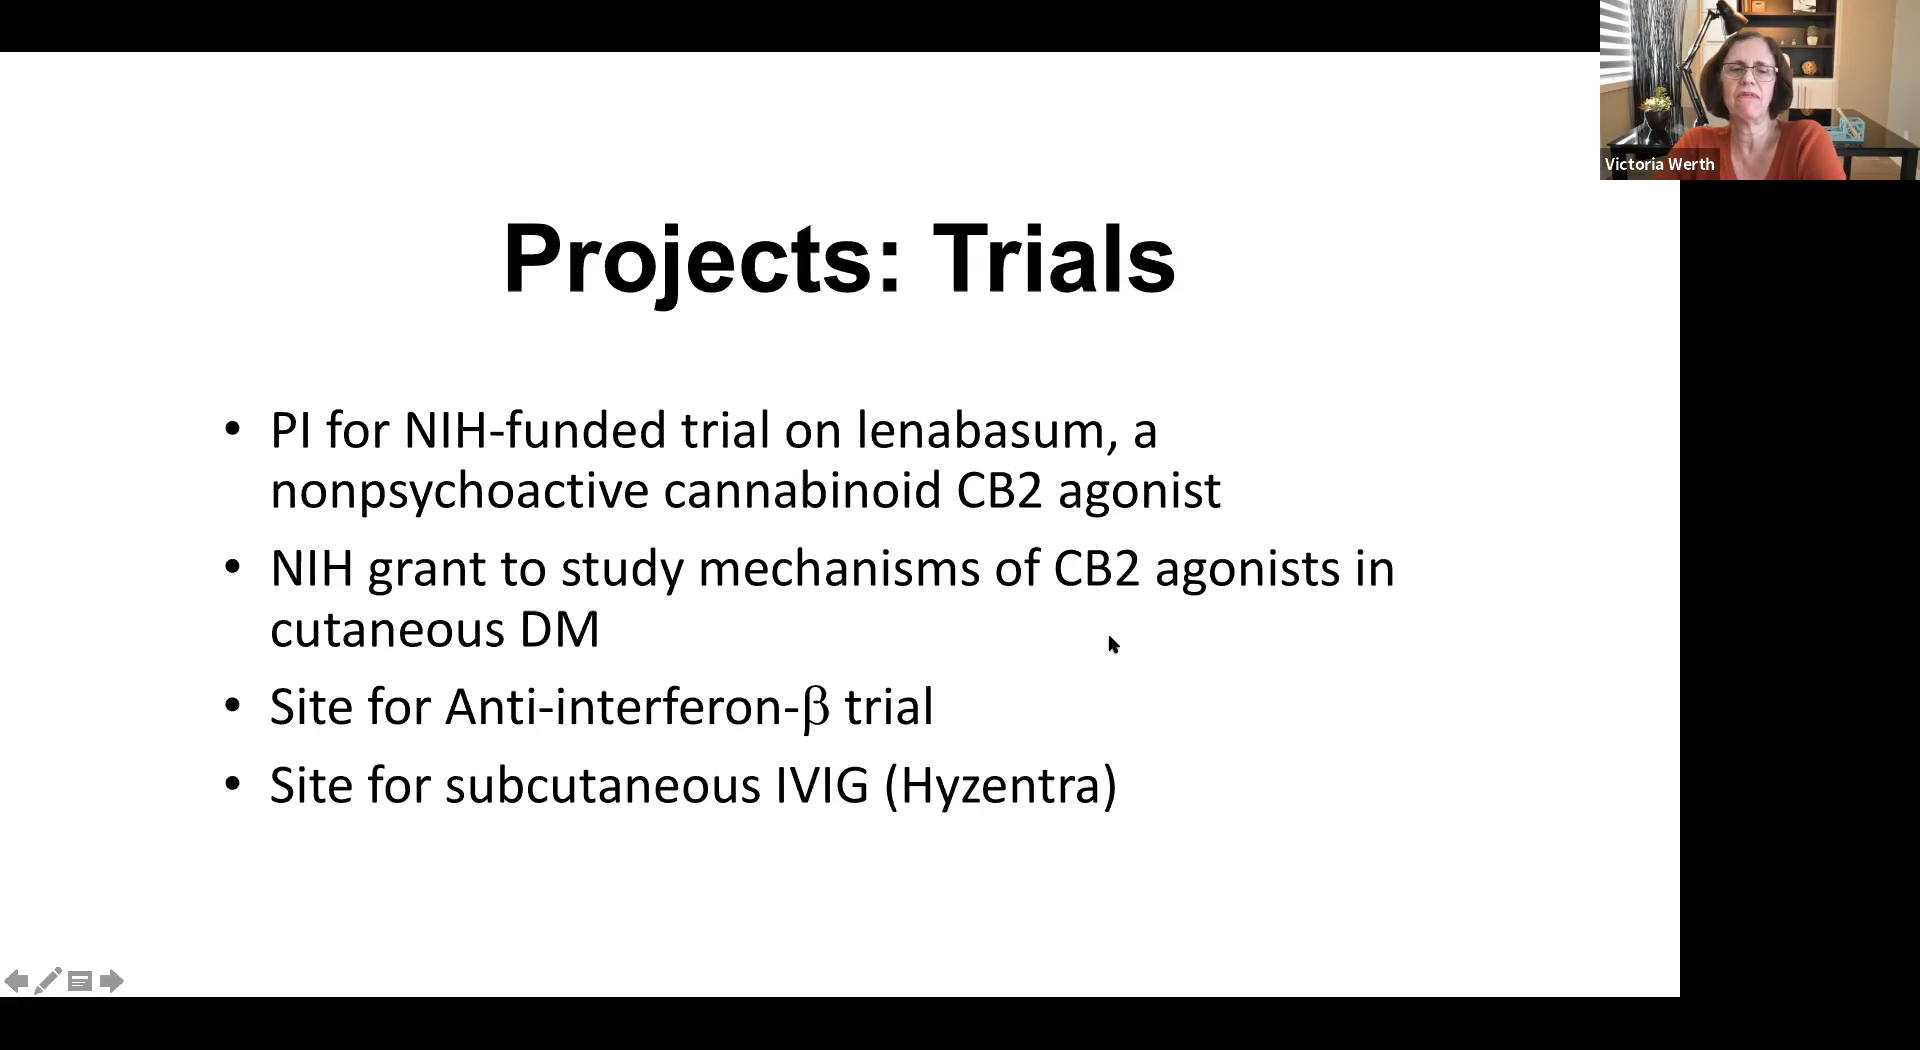 Victoria Werth
Projects: Trials
• PI for NIH-funded trial on lenabasum, a
nonpsychoactive cannabinoid CB2 agonist
• NIH grant to study mechanisms of CB2 agonists in
cutaneous DM
• Site for Anti-interferon-β trial
• Site for subcutaneous IVIG (Hyzentra)